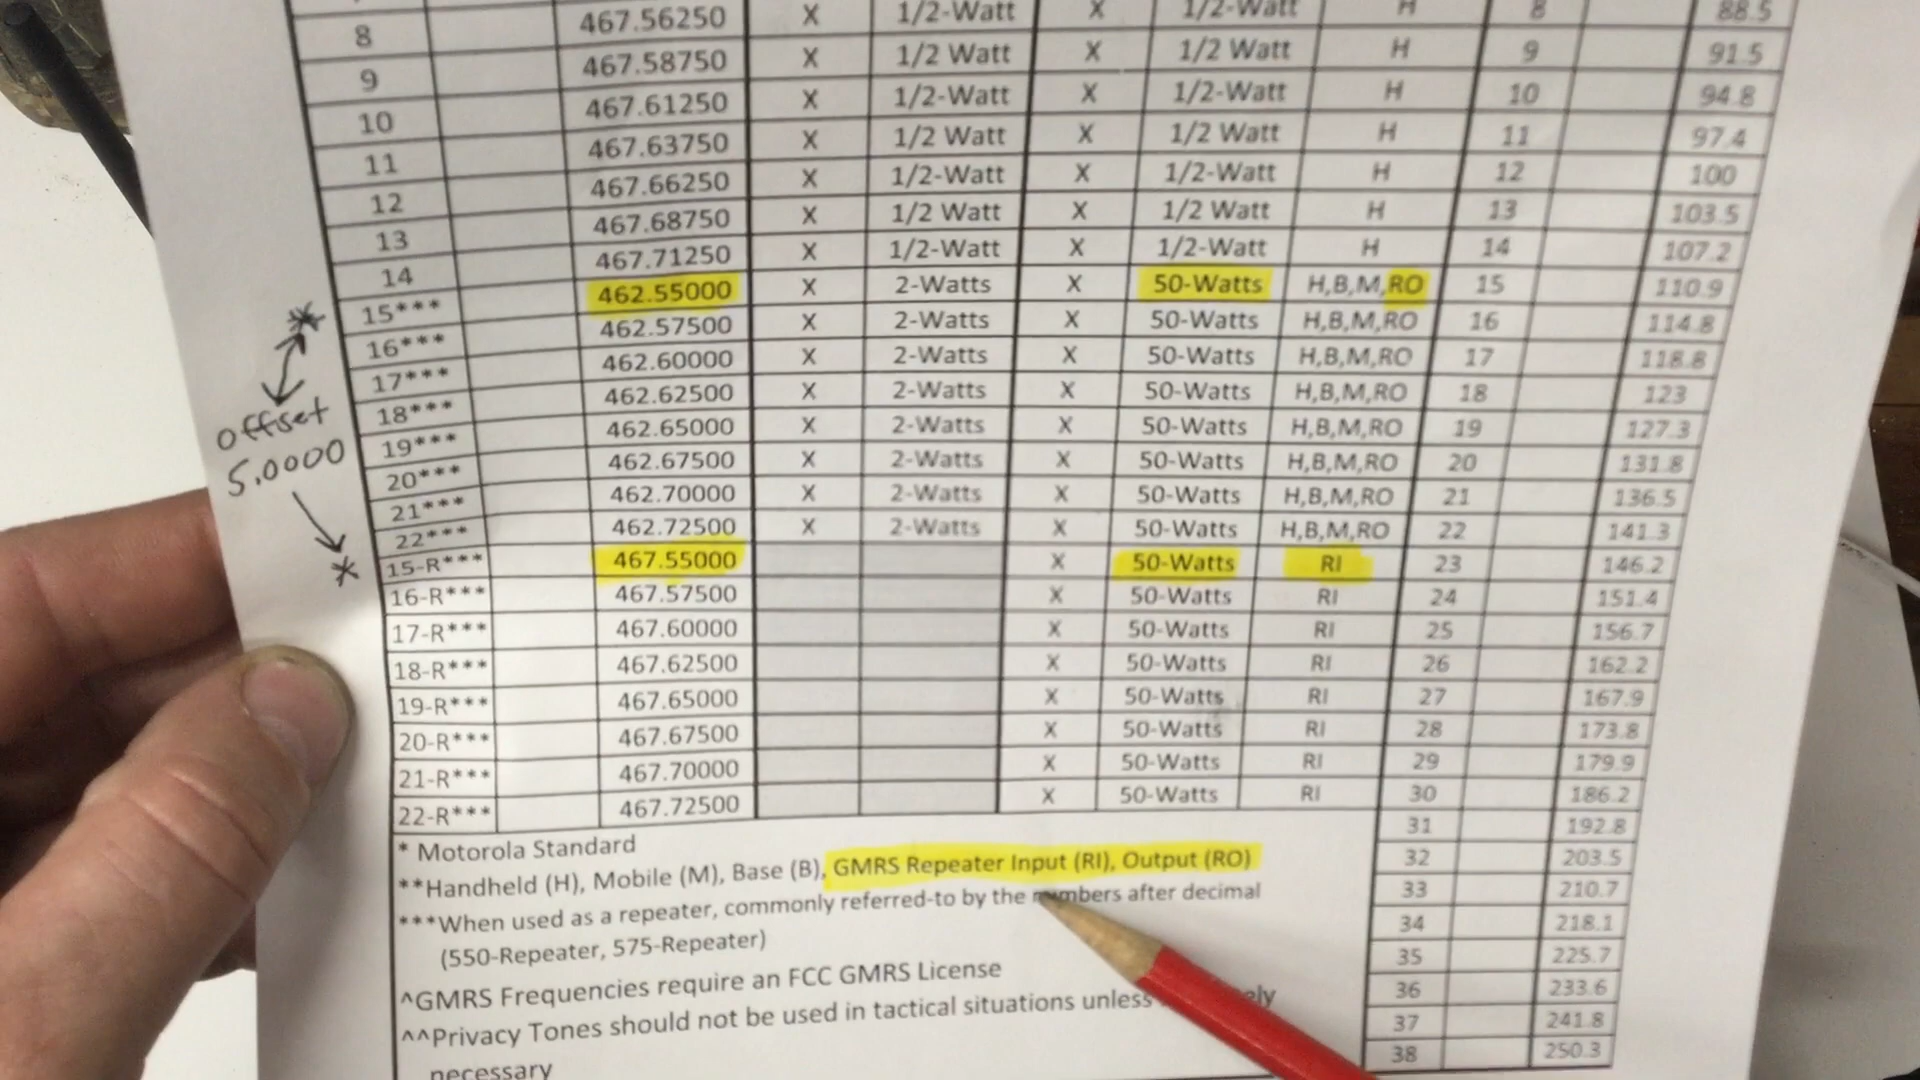 8 467.56250 X 1/2-Watt X 1/2-Watt H 8 88.5
9 467.58750 X 1/2 Watt X 1/2 Watt H 9 91.5
10 467.61250 X 1/2-Watt X 1/2-Watt H 10 94.8
11 467.63750 X 1/2 Watt X 1/2 Watt H 11 97.4
12 467.66250 X 1/2-Watt X 1/2-Watt H 12 100
13 467.68750 X 1/2 Watt X 1/2 Watt H 13 103.5
14 467.71250 X 1/2-Watt X 1/2-Watt H 14 107.2
15*** 462.55000 X 2-Watts X 50-Watts H,B,M,RO 15 110.9
16*** 462.57500 X 2-Watts X 50-Watts H,B,M,RO 16 114.8
17*** 462.60000 X 2-Watts X 50-Watts H,B,M,RO 17 118.8
18*** 462.62500 X 2-Watts X 50-Watts H,B,M,RO 18 123
19*** 462.65000 X 2-Watts X 50-Watts H,B,M,RO 19 127.3
20*** 462.67500 X 2-Watts X 50-Watts H,B,M,RO 20 131.8
21*** 462.70000 X 2-Watts X 50-Watts H,B,M,RO 21 136.5
22*** 462.72500 X 2-Watts X 50-Watts H,B,M,RO 22 141.3
15-R*** 467.55000 X 50-Watts RI 23 146.2
16-R*** 467.57500 X 50-Watts RI 24 151.4
17-R*** 467.60000 X 50-Watts RI 25 156.7
18-R*** 467.62500 X 50-Watts RI 26 162.2
19-R*** 467.65000 X 50-Watts RI 27 167.9
20-R*** 467.67500 X 50-Watts RI 28 173.8
21-R*** 467.70000 X 50-Watts RI 29 179.9
22-R*** 467.72500 X 50-Watts RI 30 186.2
31 192.8
32 203.5
33 210.7
34 218.1
35 225.7
36 233.6
37 241.8
38 250.3
* offset
5.0000
*
* Motorola Standard
**Handheld (H), Mobile (M), Base (B), GMRS Repeater Input (RI), Output (RO)
***When used as a repeater, commonly referred-to by the numbers after decimal
(550-Repeater, 575-Repeater)
^GMRS Frequencies require an FCC GMRS License
^^Privacy Tones should not be used in tactical situations unless
necessary